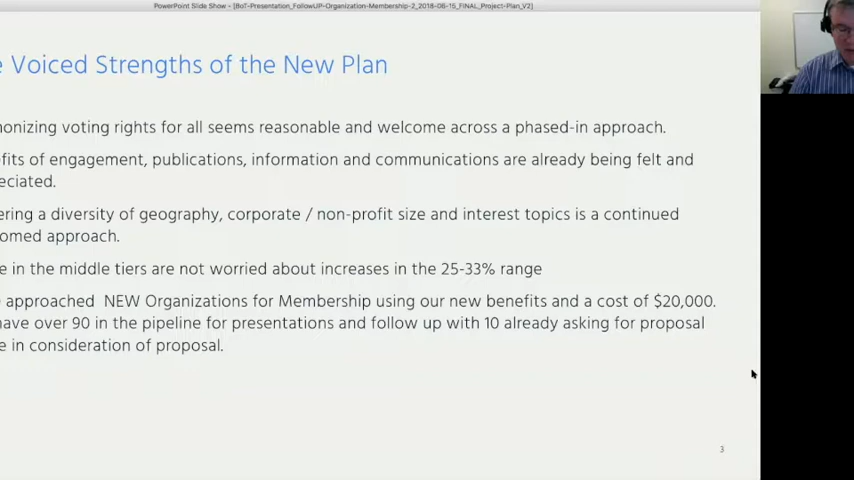 PowerPoint Slide Show - [BoT-Presentation_FollowUP-Organization-Membership-2_2018-06-15_FINAL_Project-Plan_V2]
e Voiced Strengths of the New Plan
onizing voting rights for all seems reasonable and welcome across a phased-in approach.
fits of engagement, publications, information and communications are already being felt and
eciated.
ering a diversity of geography, corporate / non-profit size and interest topics is a continued
omed approach.
e in the middle tiers are not worried about increases in the 25-33% range
approached NEW Organizations for Membership using our new benefits and a cost of $20,000.
have over 90 in the pipeline for presentations and follow up with 10 already asking for proposal
e in consideration of proposal.
3